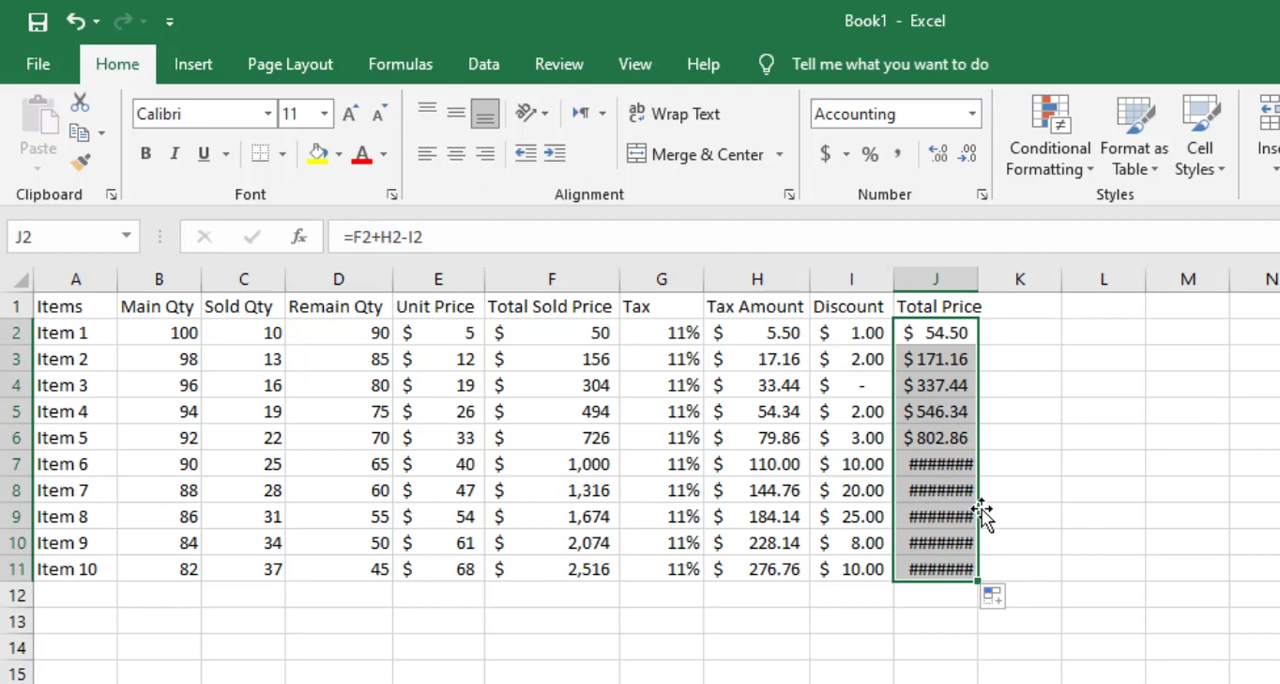 Book1 - Excel
File Home Insert Page Layout Formulas Data Review View Help Tell me what you want to do
Calibri 11 A A Wrap Text Accounting
Paste B I U A Merge & Center $ % , Conditional Formatting Format as Table Cell Styles Ins
Clipboard Font Alignment Number Styles
J2 fx =F2+H2-I2
A B C D E F G H I J K L M N
1 Items Main Qty Sold Qty Remain Qty Unit Price Total Sold Price Tax Tax Amount Discount Total Price
2 Item 1 100 10 90 $ 5 $ 50 11% $ 5.50 $ 1.00 $ 54.50
3 Item 2 98 13 85 $ 12 $ 156 11% $ 17.16 $ 2.00 $ 171.16
4 Item 3 96 16 80 $ 19 $ 304 11% $ 33.44 $ - $ 337.44
5 Item 4 94 19 75 $ 26 $ 494 11% $ 54.34 $ 2.00 $ 546.34
6 Item 5 92 22 70 $ 33 $ 726 11% $ 79.86 $ 3.00 $ 802.86
7 Item 6 90 25 65 $ 40 $ 1,000 11% $ 110.00 $ 10.00 #######
8 Item 7 88 28 60 $ 47 $ 1,316 11% $ 144.76 $ 20.00 #######
9 Item 8 86 31 55 $ 54 $ 1,674 11% $ 184.14 $ 25.00 #######
10 Item 9 84 34 50 $ 61 $ 2,074 11% $ 228.14 $ 8.00 #######
11 Item 10 82 37 45 $ 68 $ 2,516 11% $ 276.76 $ 10.00 #######
12
13
14
15